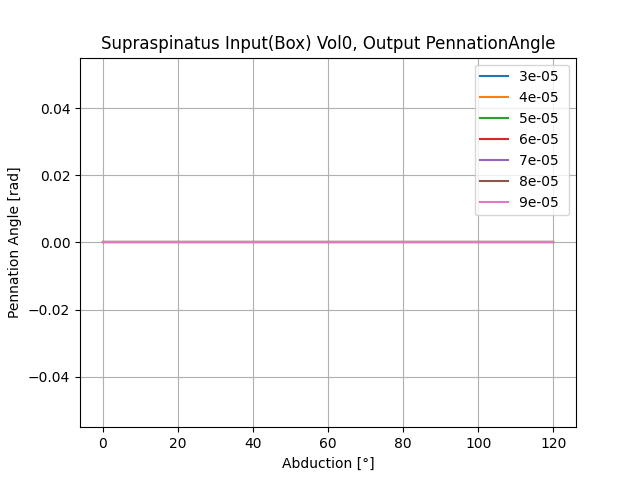 Supraspinatus Input(Box) Vol0, Output PennationAngle
3e-05
4e-05
5e-05
6e-05
7e-05
8e-05
9e-05
Pennation Angle [rad]
0.04
0.02
0.00
−0.02
−0.04
0 20 40 60 80 100 120
Abduction [°]